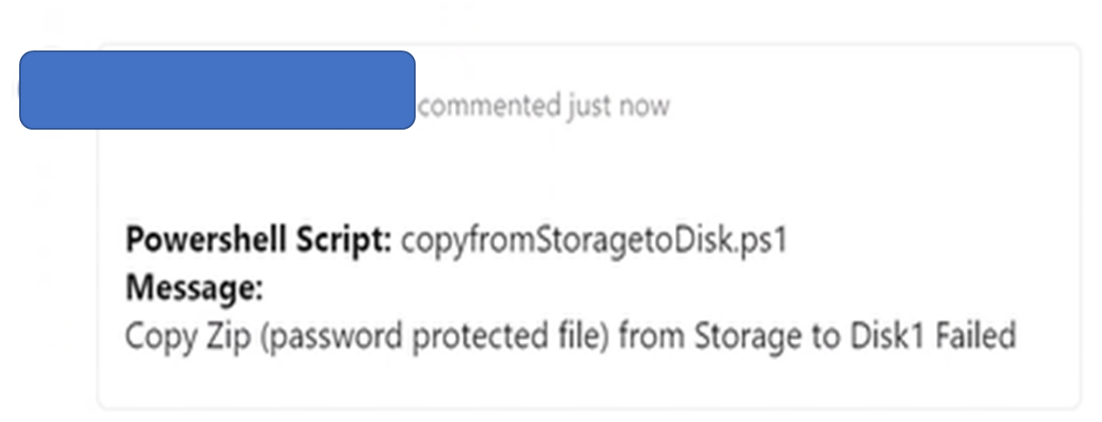 commented just now
Powershell Script: copyfromStoragetoDisk.ps1
Message:
Copy Zip (password protected file) from Storage to Disk1 Failed